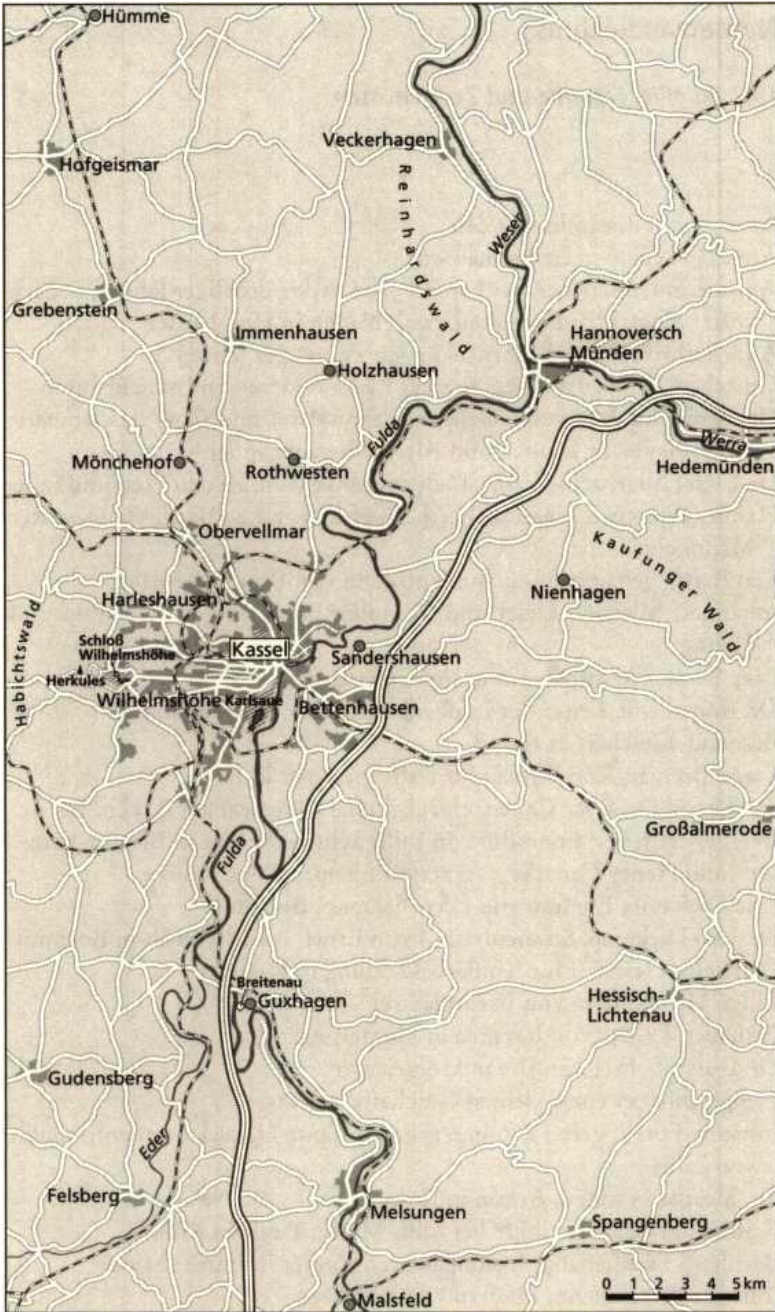 Hümme
Veckerhagen
Hofgeismar
Reinhardswald
Weser
Grebenstein
Immenhausen
Hannoversch
Münden
Holzhausen
Fulda
Werra
Mönchehof
Rothwesten
Hedemünden
Obervellmar
Kaufunger Wald
Nienhagen
Harleshausen
Habichtswald
Schloß
Wilhelmshöhe
Kassel
Sandershausen
Herkules
Wilhelmshöhe
Karlsaue
Bettenhausen
Großalmerode
Fulda
Breitenau
Guxhagen
Hessisch-
Lichtenau
Gudensberg
Eder
Felsberg
Melsungen
Spangenberg
0 1 2 3 4 5 km
Malsfeld